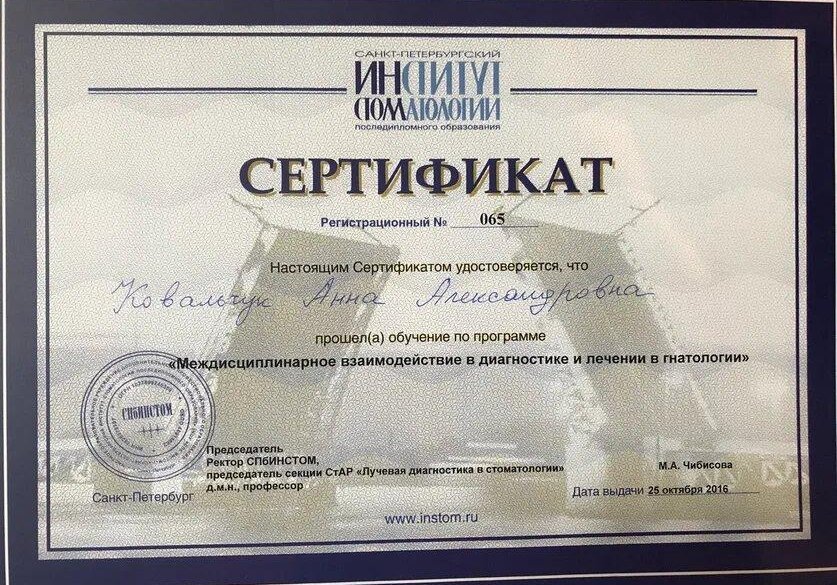 САНКТ-ПЕТЕРБУРГСКИЙ
ИНСТИТУТ
СТОМАТОЛОГИИ
последипломного образования
СЕРТИФИКАТ
Регистрационный № 065
Настоящим Сертификатом удостоверяется, что
Ковальчук Анна Александровна
прошел(а) обучение по программе
«Междисциплинарное взаимодействие в диагностике и лечении в гнатологии»
СПбИНСТОМ
Председатель
Ректор СПбИНСТОМ,
председатель секции СтАР «Лучевая диагностика в стоматологии»
д.м.н., профессор
М.А. Чибисова
Санкт-Петербург
Дата выдачи 25 октября 2016
www.instom.ru